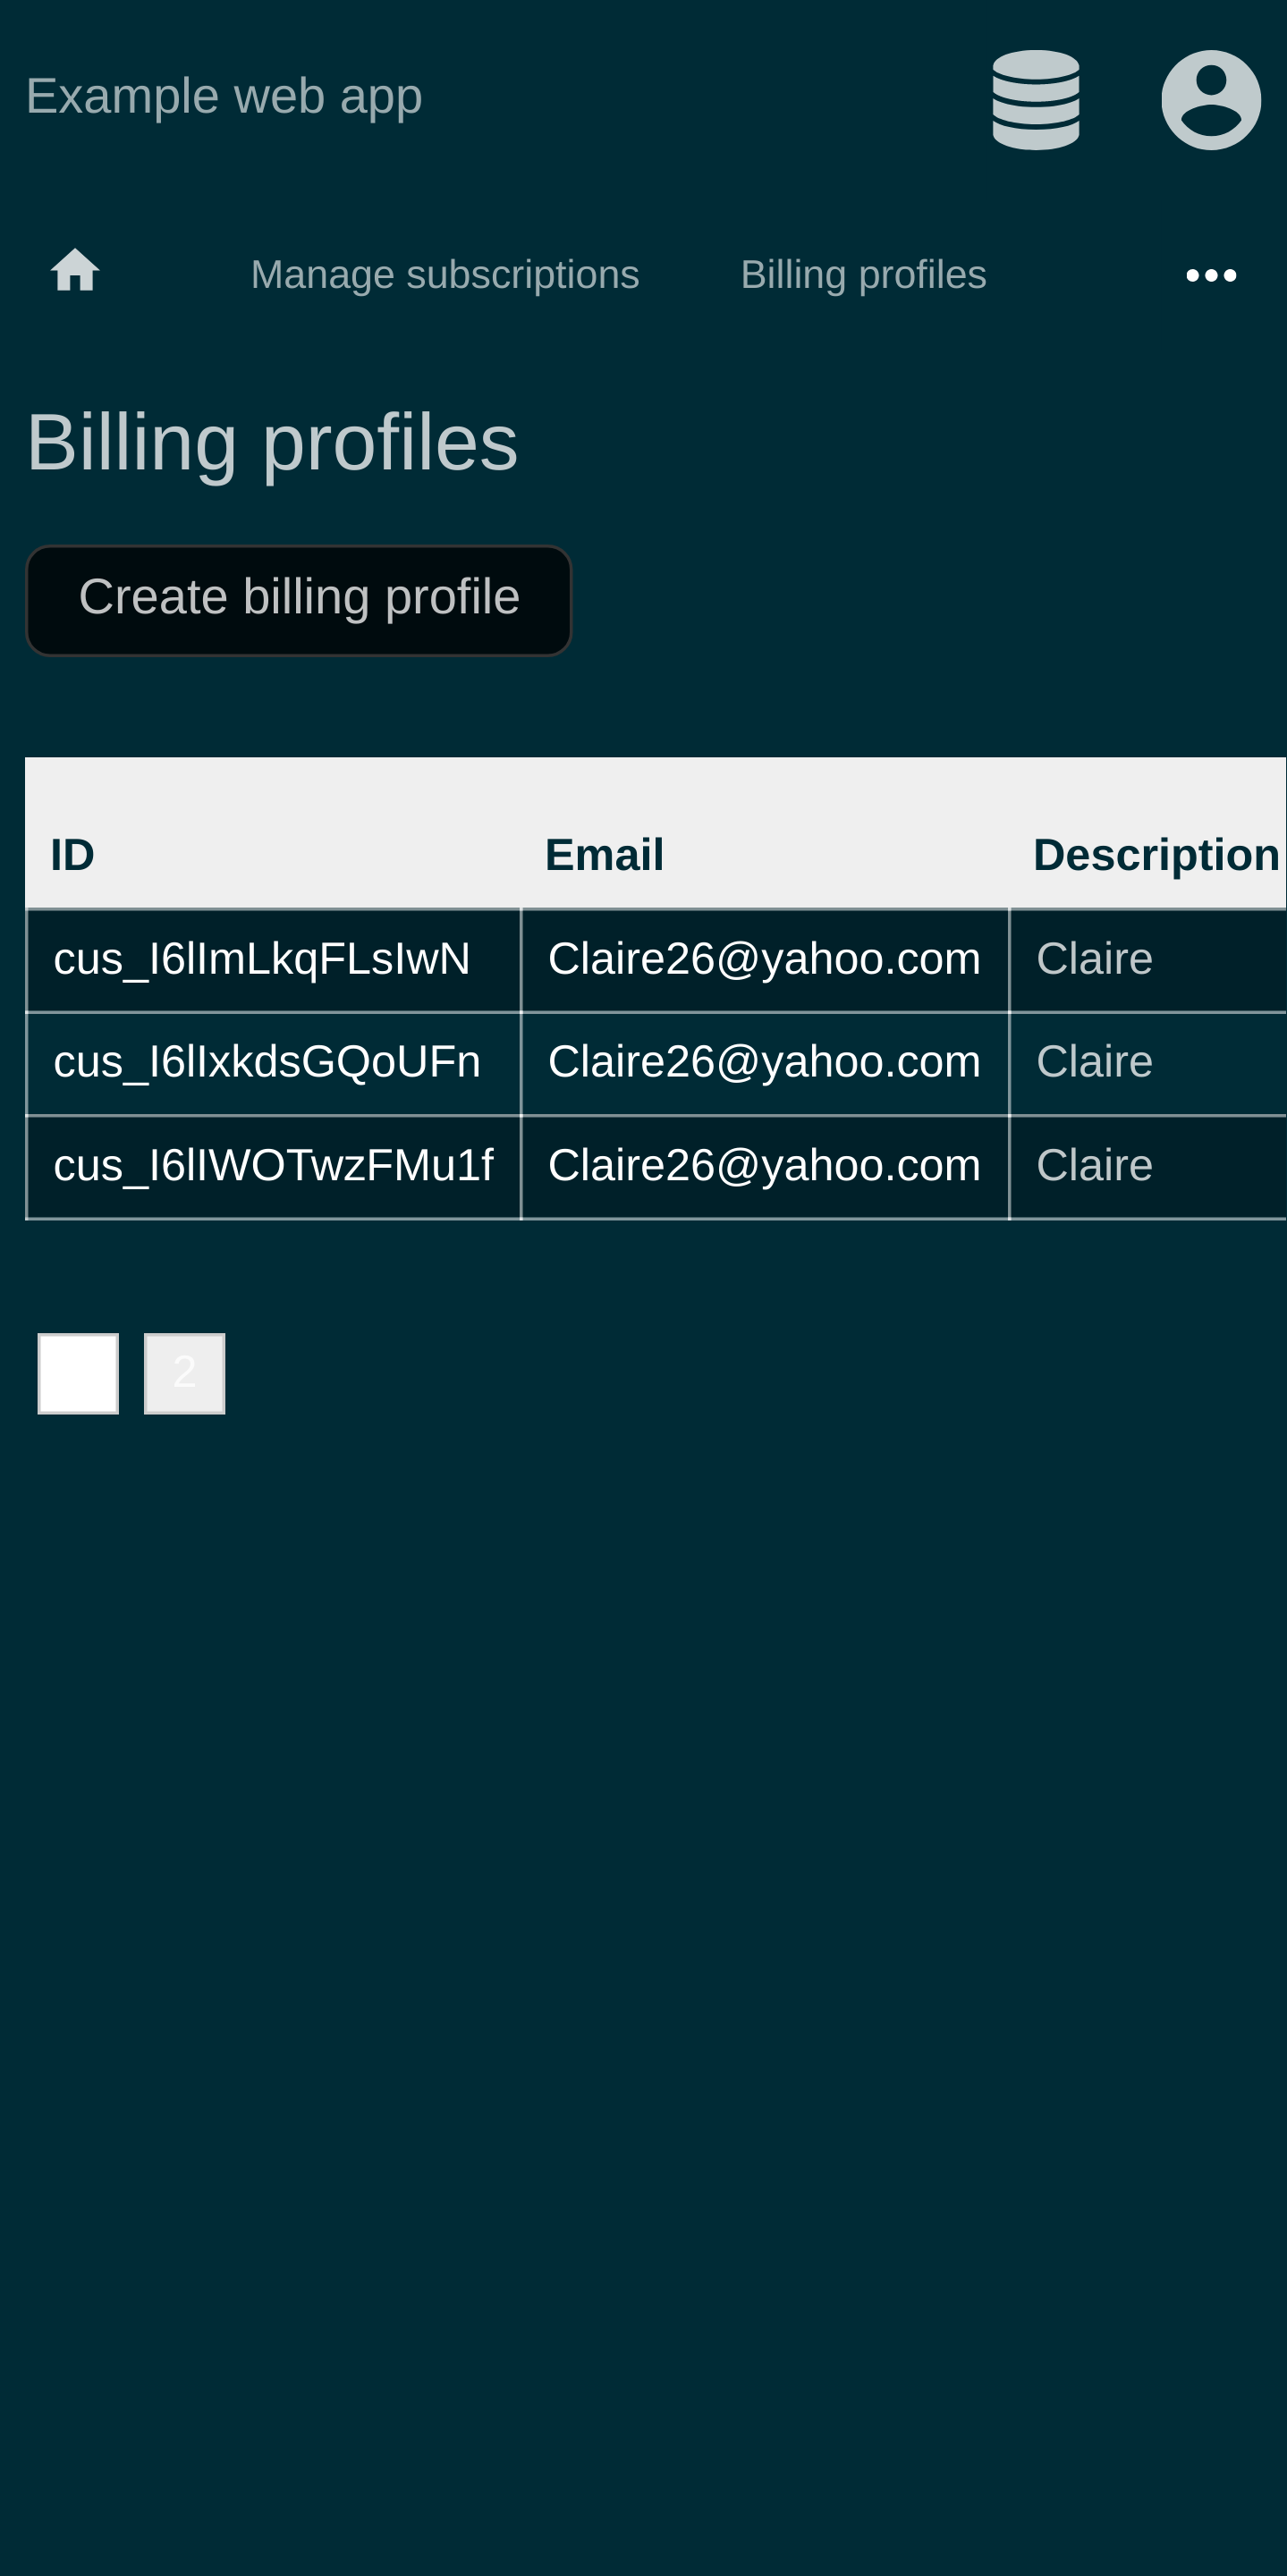 Example web app
Manage subscriptions Billing profiles
Billing profiles
Create billing profile
ID Email Description
cus_I6lImLkqFLsIwN Claire26@yahoo.com Claire
cus_I6lIxkdsGQoUFn Claire26@yahoo.com Claire
cus_I6lIWOTwzFMu1f Claire26@yahoo.com Claire
2